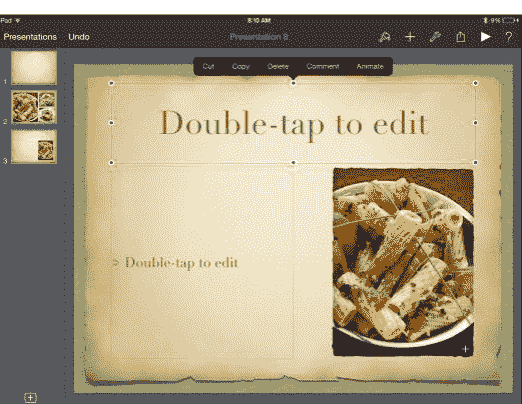 iPad 8:10 AM 9%
Presentations Undo Presentation 8 ?
Cut Copy Delete Comment Animate
1
2
3
Double-tap to edit
> Double-tap to edit